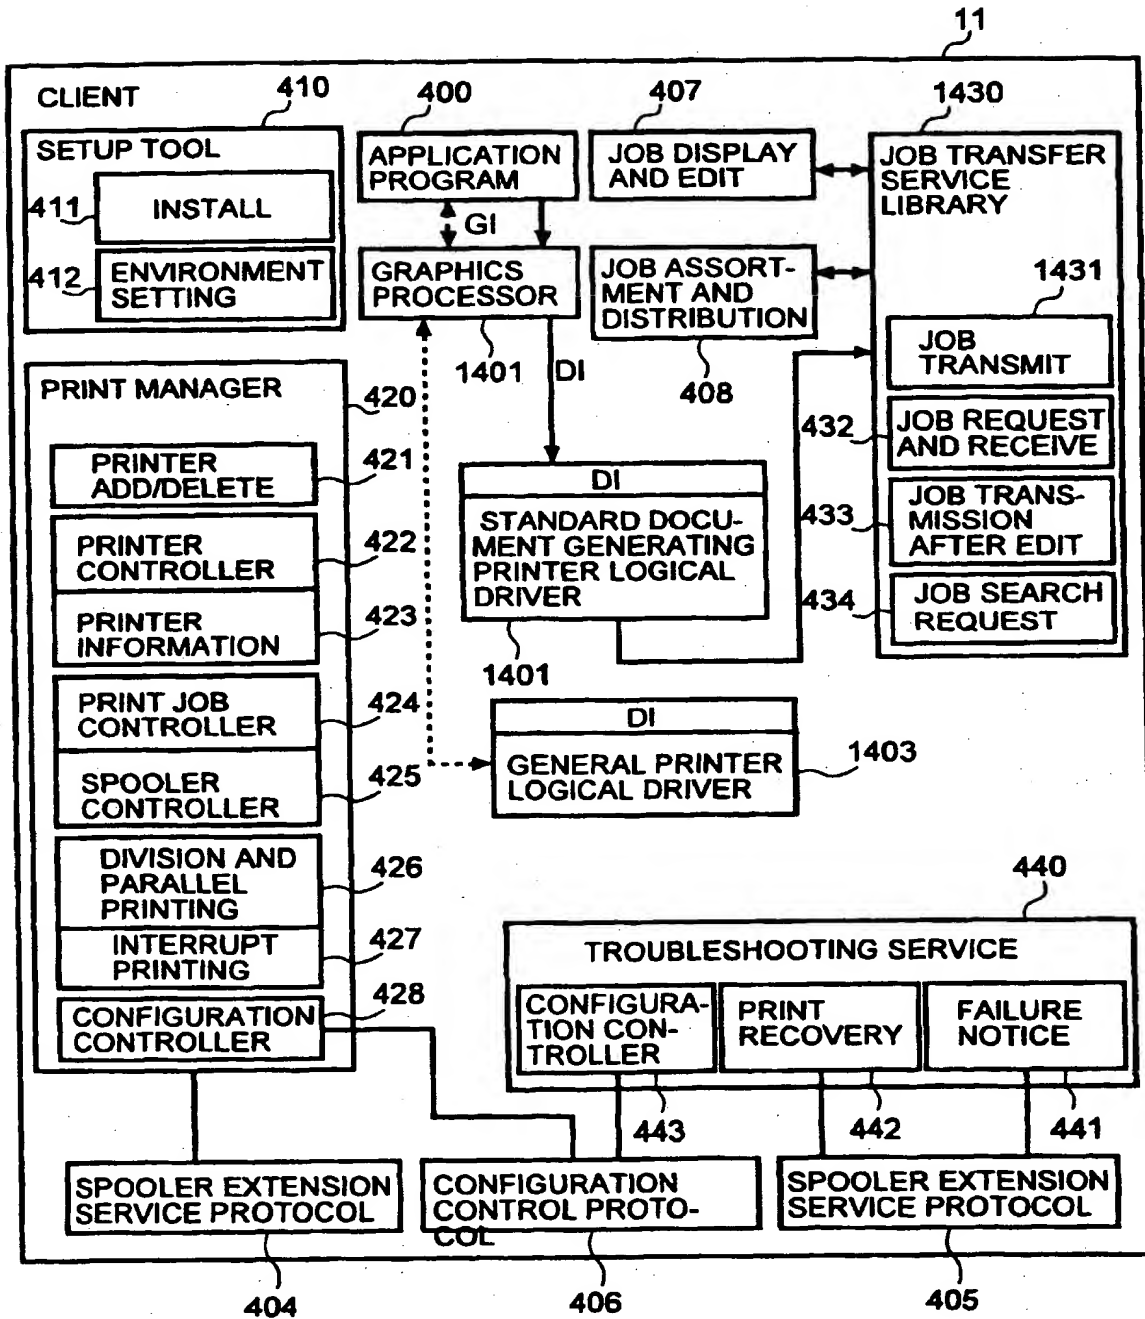 11
CLIENT
410
SETUP TOOL
411
INSTALL
412
ENVIRONMENT
SETTING
400
APPLICATION
PROGRAM
GI
GRAPHICS
PROCESSOR
1401
DI
407
JOB DISPLAY
AND EDIT
JOB ASSORT-
MENT AND
DISTRIBUTION
408
1430
JOB TRANSFER
SERVICE
LIBRARY
1431
JOB
TRANSMIT
432
JOB REQUEST
AND RECEIVE
433
JOB TRANS-
MISSION
AFTER EDIT
434
JOB SEARCH
REQUEST
PRINT MANAGER
420
PRINTER
ADD/DELETE
421
PRINTER
CONTROLLER
422
PRINTER
INFORMATION
423
PRINT JOB
CONTROLLER
424
SPOOLER
CONTROLLER
425
DIVISION AND
PARALLEL
PRINTING
426
INTERRUPT
PRINTING
427
CONFIGURATION
CONTROLLER
428
DI
STANDARD DOCU-
MENT GENERATING
PRINTER LOGICAL
DRIVER
1401
DI
GENERAL PRINTER
LOGICAL DRIVER
1403
440
TROUBLESHOOTING SERVICE
CONFIGURA-
TION CON-
TROLLER
443
PRINT
RECOVERY
442
FAILURE
NOTICE
441
SPOOLER EXTENSION
SERVICE PROTOCOL
404
CONFIGURATION
CONTROL PROTO-
COL
406
SPOOLER EXTENSION
SERVICE PROTOCOL
405